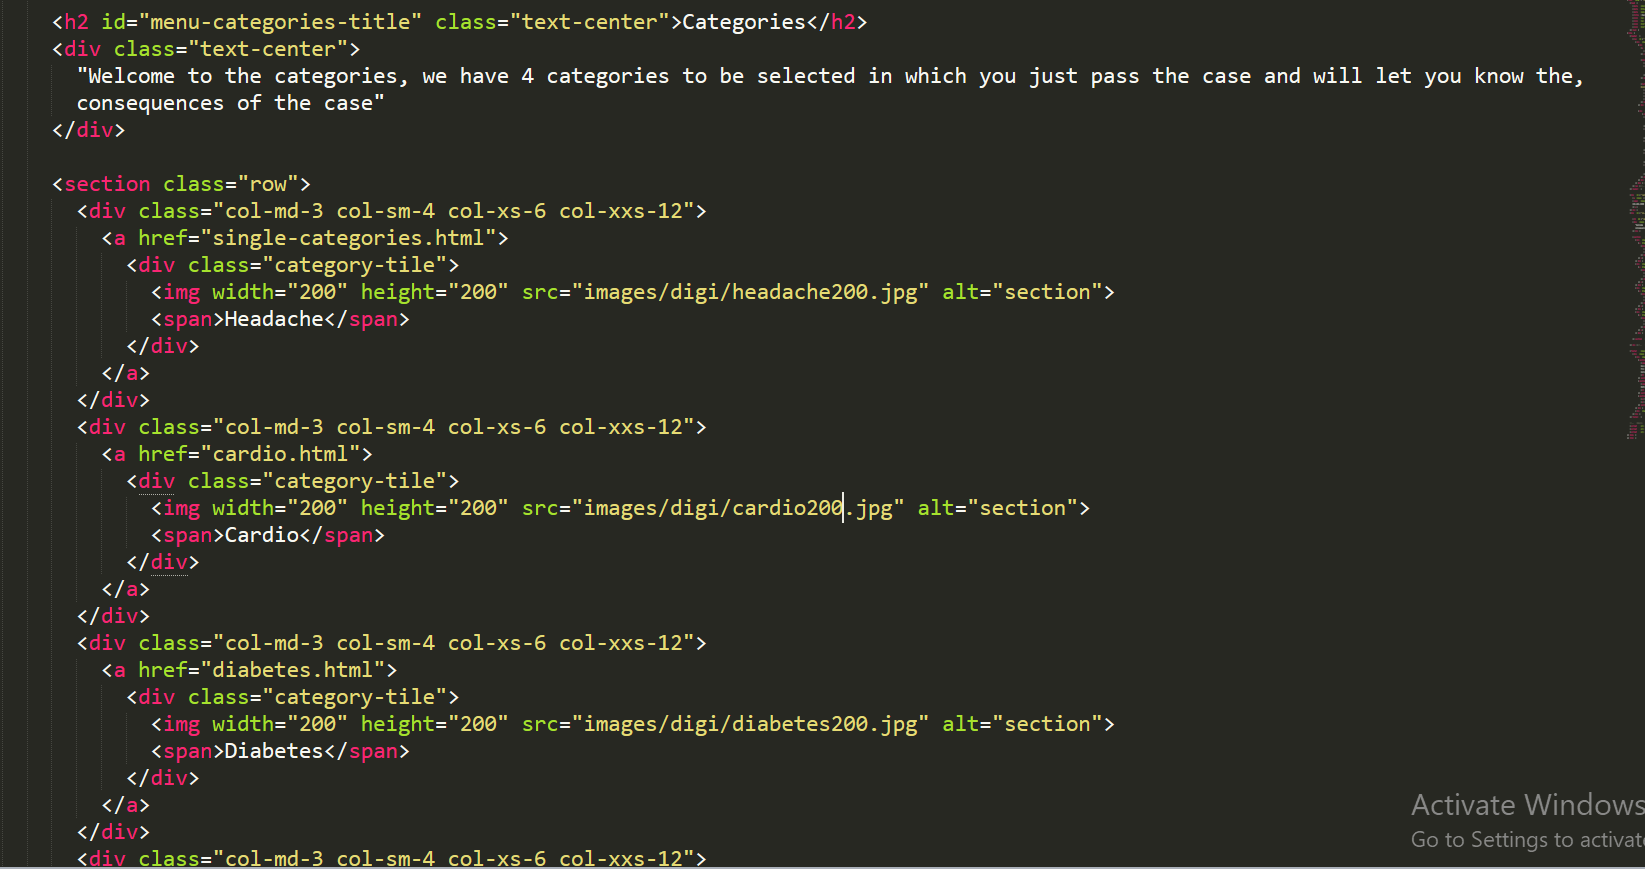 <h2 id="menu-categories-title" class="text-center">Categories</h2>
<div class="text-center">
"Welcome to the categories, we have 4 categories to be selected in which you just pass the case and will let you know the,
consequences of the case"
</div>
<section class="row">
<div class="col-md-3 col-sm-4 col-xs-6 col-xxs-12">
<a href="single-categories.html">
<div class="category-tile">
<img width="200" height="200" src="images/digi/headache200.jpg" alt="section">
<span>Headache</span>
</div>
</a>
</div>
<div class="col-md-3 col-sm-4 col-xs-6 col-xxs-12">
<a href="cardio.html">
<div class="category-tile">
<img width="200" height="200" src="images/digi/cardio200.jpg" alt="section">
<span>Cardio</span>
</div>
</a>
</div>
<div class="col-md-3 col-sm-4 col-xs-6 col-xxs-12">
<a href="diabetes.html">
<div class="category-tile">
<img width="200" height="200" src="images/digi/diabetes200.jpg" alt="section">
<span>Diabetes</span>
</div>
</a>
</div>
<div class="col-md-3 col-sm-4 col-xs-6 col-xxs-12">
Activate Windows
Go to Settings to activate